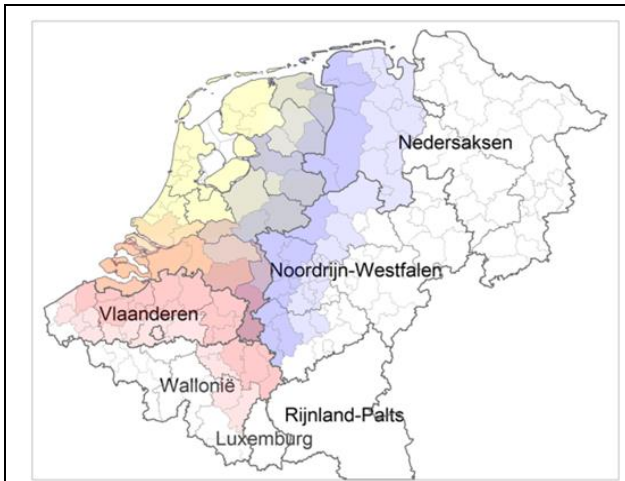 Nedersaksen
Noordrijn-Westfalen
Vlaanderen
Wallonië
Rijnland-Palts
Luxemburg